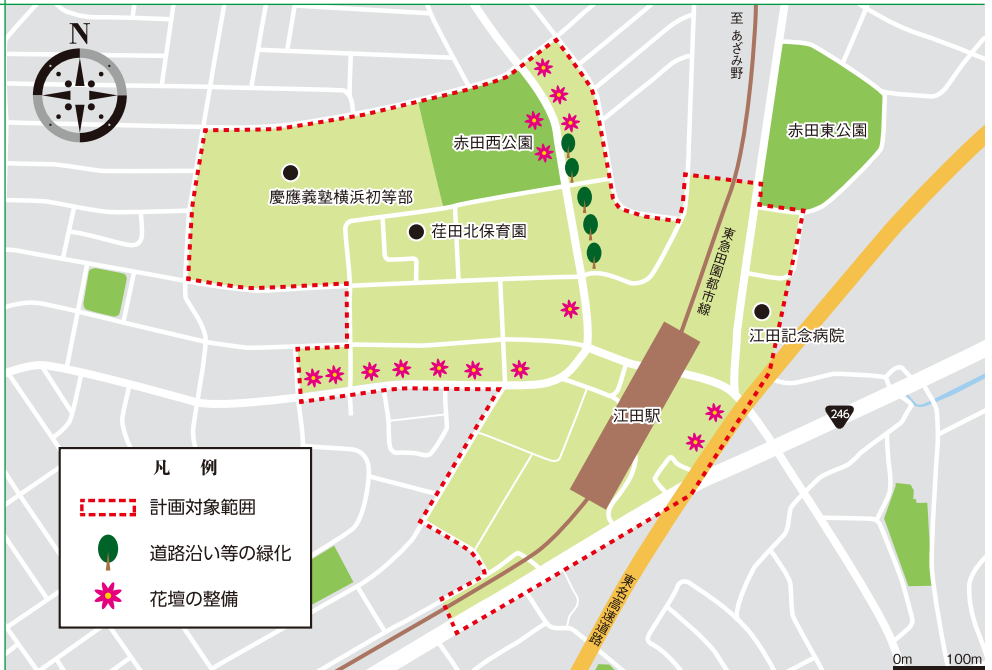 N
至 あざみ野
赤田東公園
赤田西公園
慶應義塾横浜初等部
荏田北保育園
東急田園都市線
江田記念病院
江田駅
246
凡 例
計画対象範囲
道路沿い等の緑化
花壇の整備
東名高速道路
0m 100m